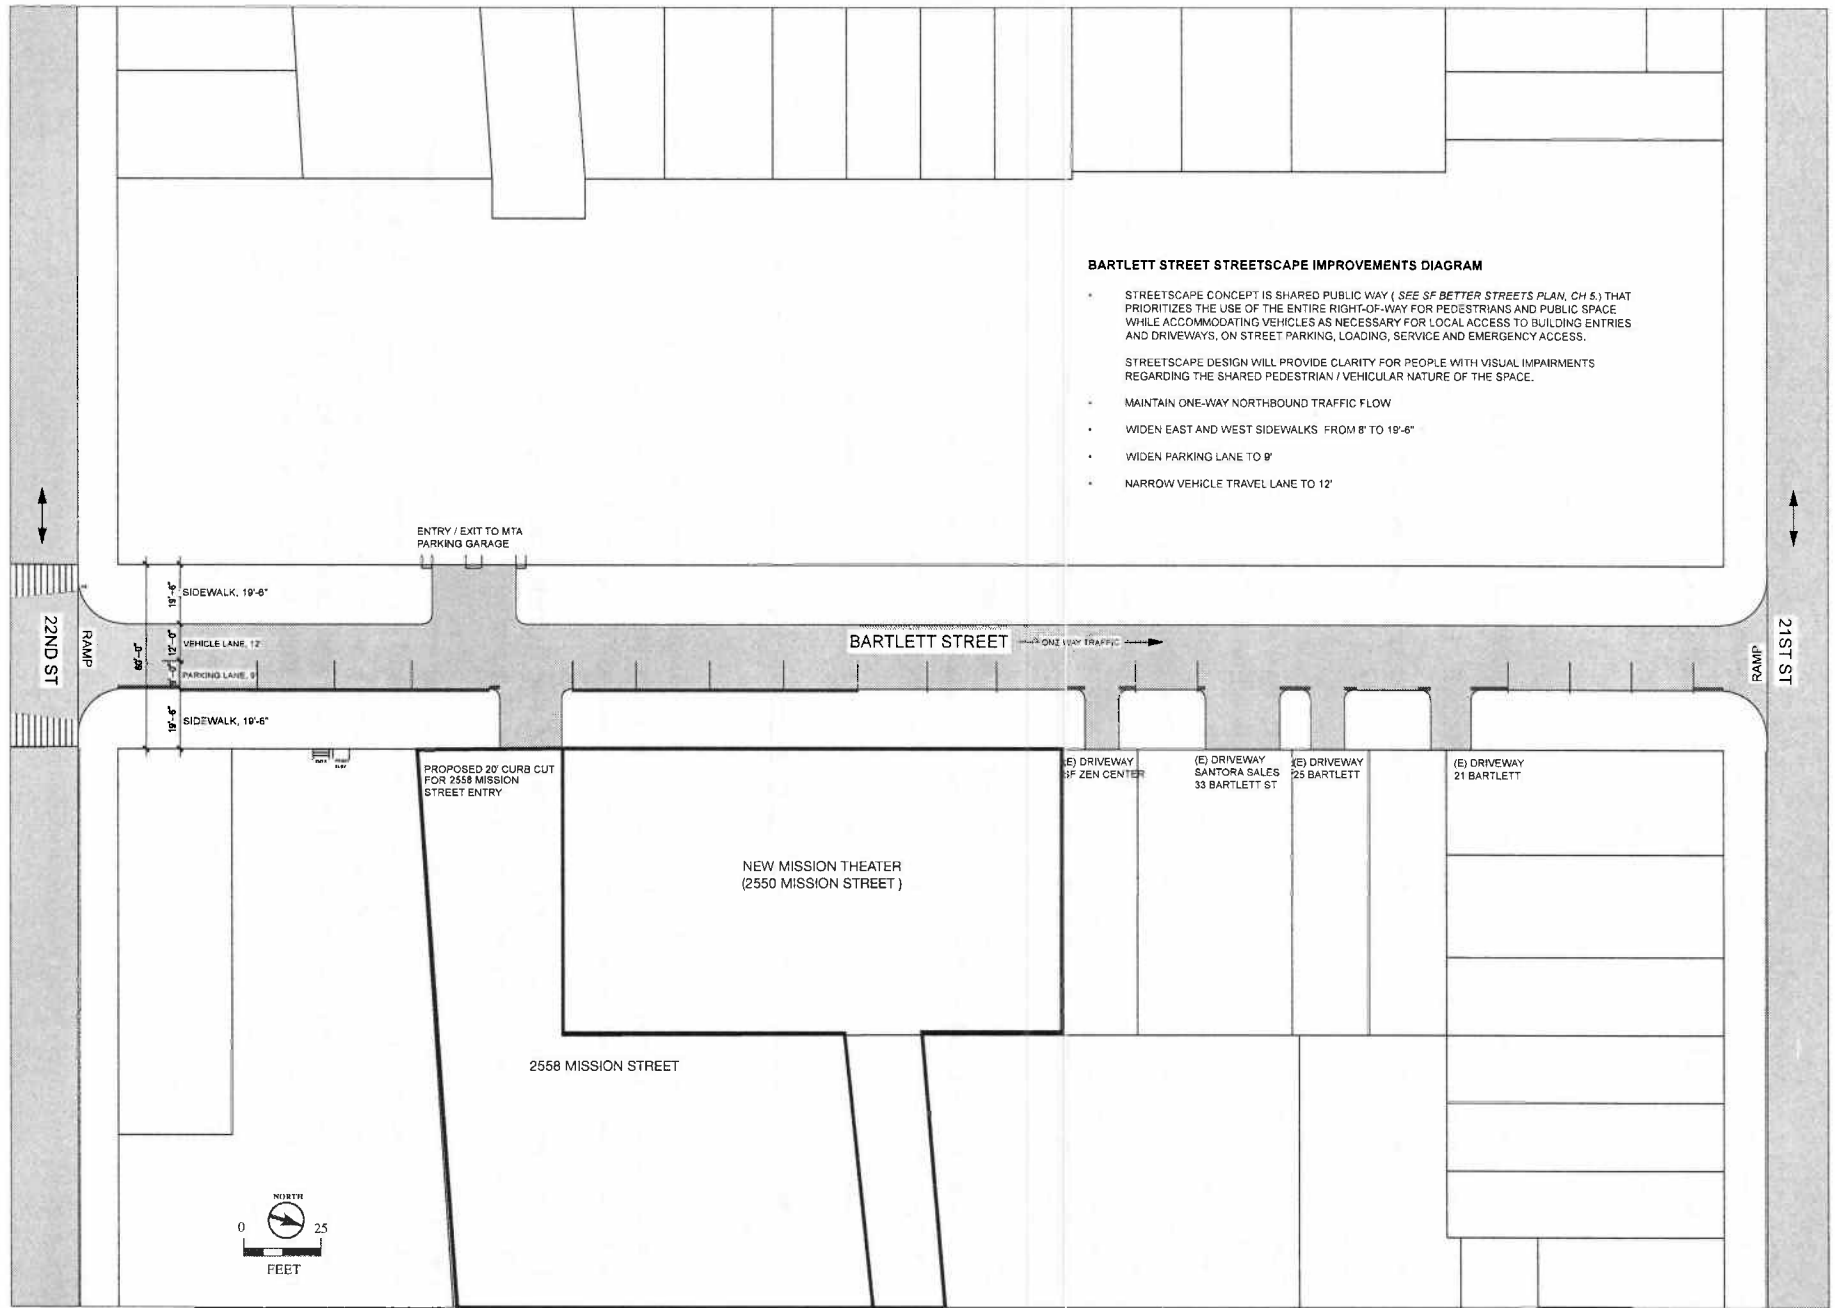 BARTLETT STREET STREETSCAPE IMPROVEMENTS DIAGRAM
• STREETSCAPE CONCEPT IS SHARED PUBLIC WAY ( SEE SF BETTER STREETS PLAN, CH 5.) THAT
PRIORITIZES THE USE OF THE ENTIRE RIGHT-OF-WAY FOR PEDESTRIANS AND PUBLIC SPACE
WHILE ACCOMMODATING VEHICLES AS NECESSARY FOR LOCAL ACCESS TO BUILDING ENTRIES
AND DRIVEWAYS, ON STREET PARKING, LOADING, SERVICE AND EMERGENCY ACCESS.
STREETSCAPE DESIGN WILL PROVIDE CLARITY FOR PEOPLE WITH VISUAL IMPAIRMENTS
REGARDING THE SHARED PEDESTRIAN / VEHICULAR NATURE OF THE SPACE.
• MAINTAIN ONE-WAY NORTHBOUND TRAFFIC FLOW
• WIDEN EAST AND WEST SIDEWALKS FROM 8' TO 19'-6"
• WIDEN PARKING LANE TO 9'
• NARROW VEHICLE TRAVEL LANE TO 12'
ENTRY / EXIT TO MTA
PARKING GARAGE
19'-6"
SIDEWALK, 19'-6"
22ND ST
RAMP
60'-0"
12'-0"
VEHICLE LANE, 12'
9'-0"
PARKING LANE, 9'
19'-6"
SIDEWALK, 19'-6"
BARTLETT STREET
ONE WAY TRAFFIC
RAMP
21ST ST
PROPOSED 20' CURB CUT
FOR 2558 MISSION
STREET ENTRY
(E) DRIVEWAY
SF ZEN CENTER
(E) DRIVEWAY
SANTORA SALES
33 BARTLETT ST
(E) DRIVEWAY
25 BARTLETT
(E) DRIVEWAY
21 BARTLETT
NEW MISSION THEATER
(2550 MISSION STREET )
2558 MISSION STREET
NORTH
0 25
FEET